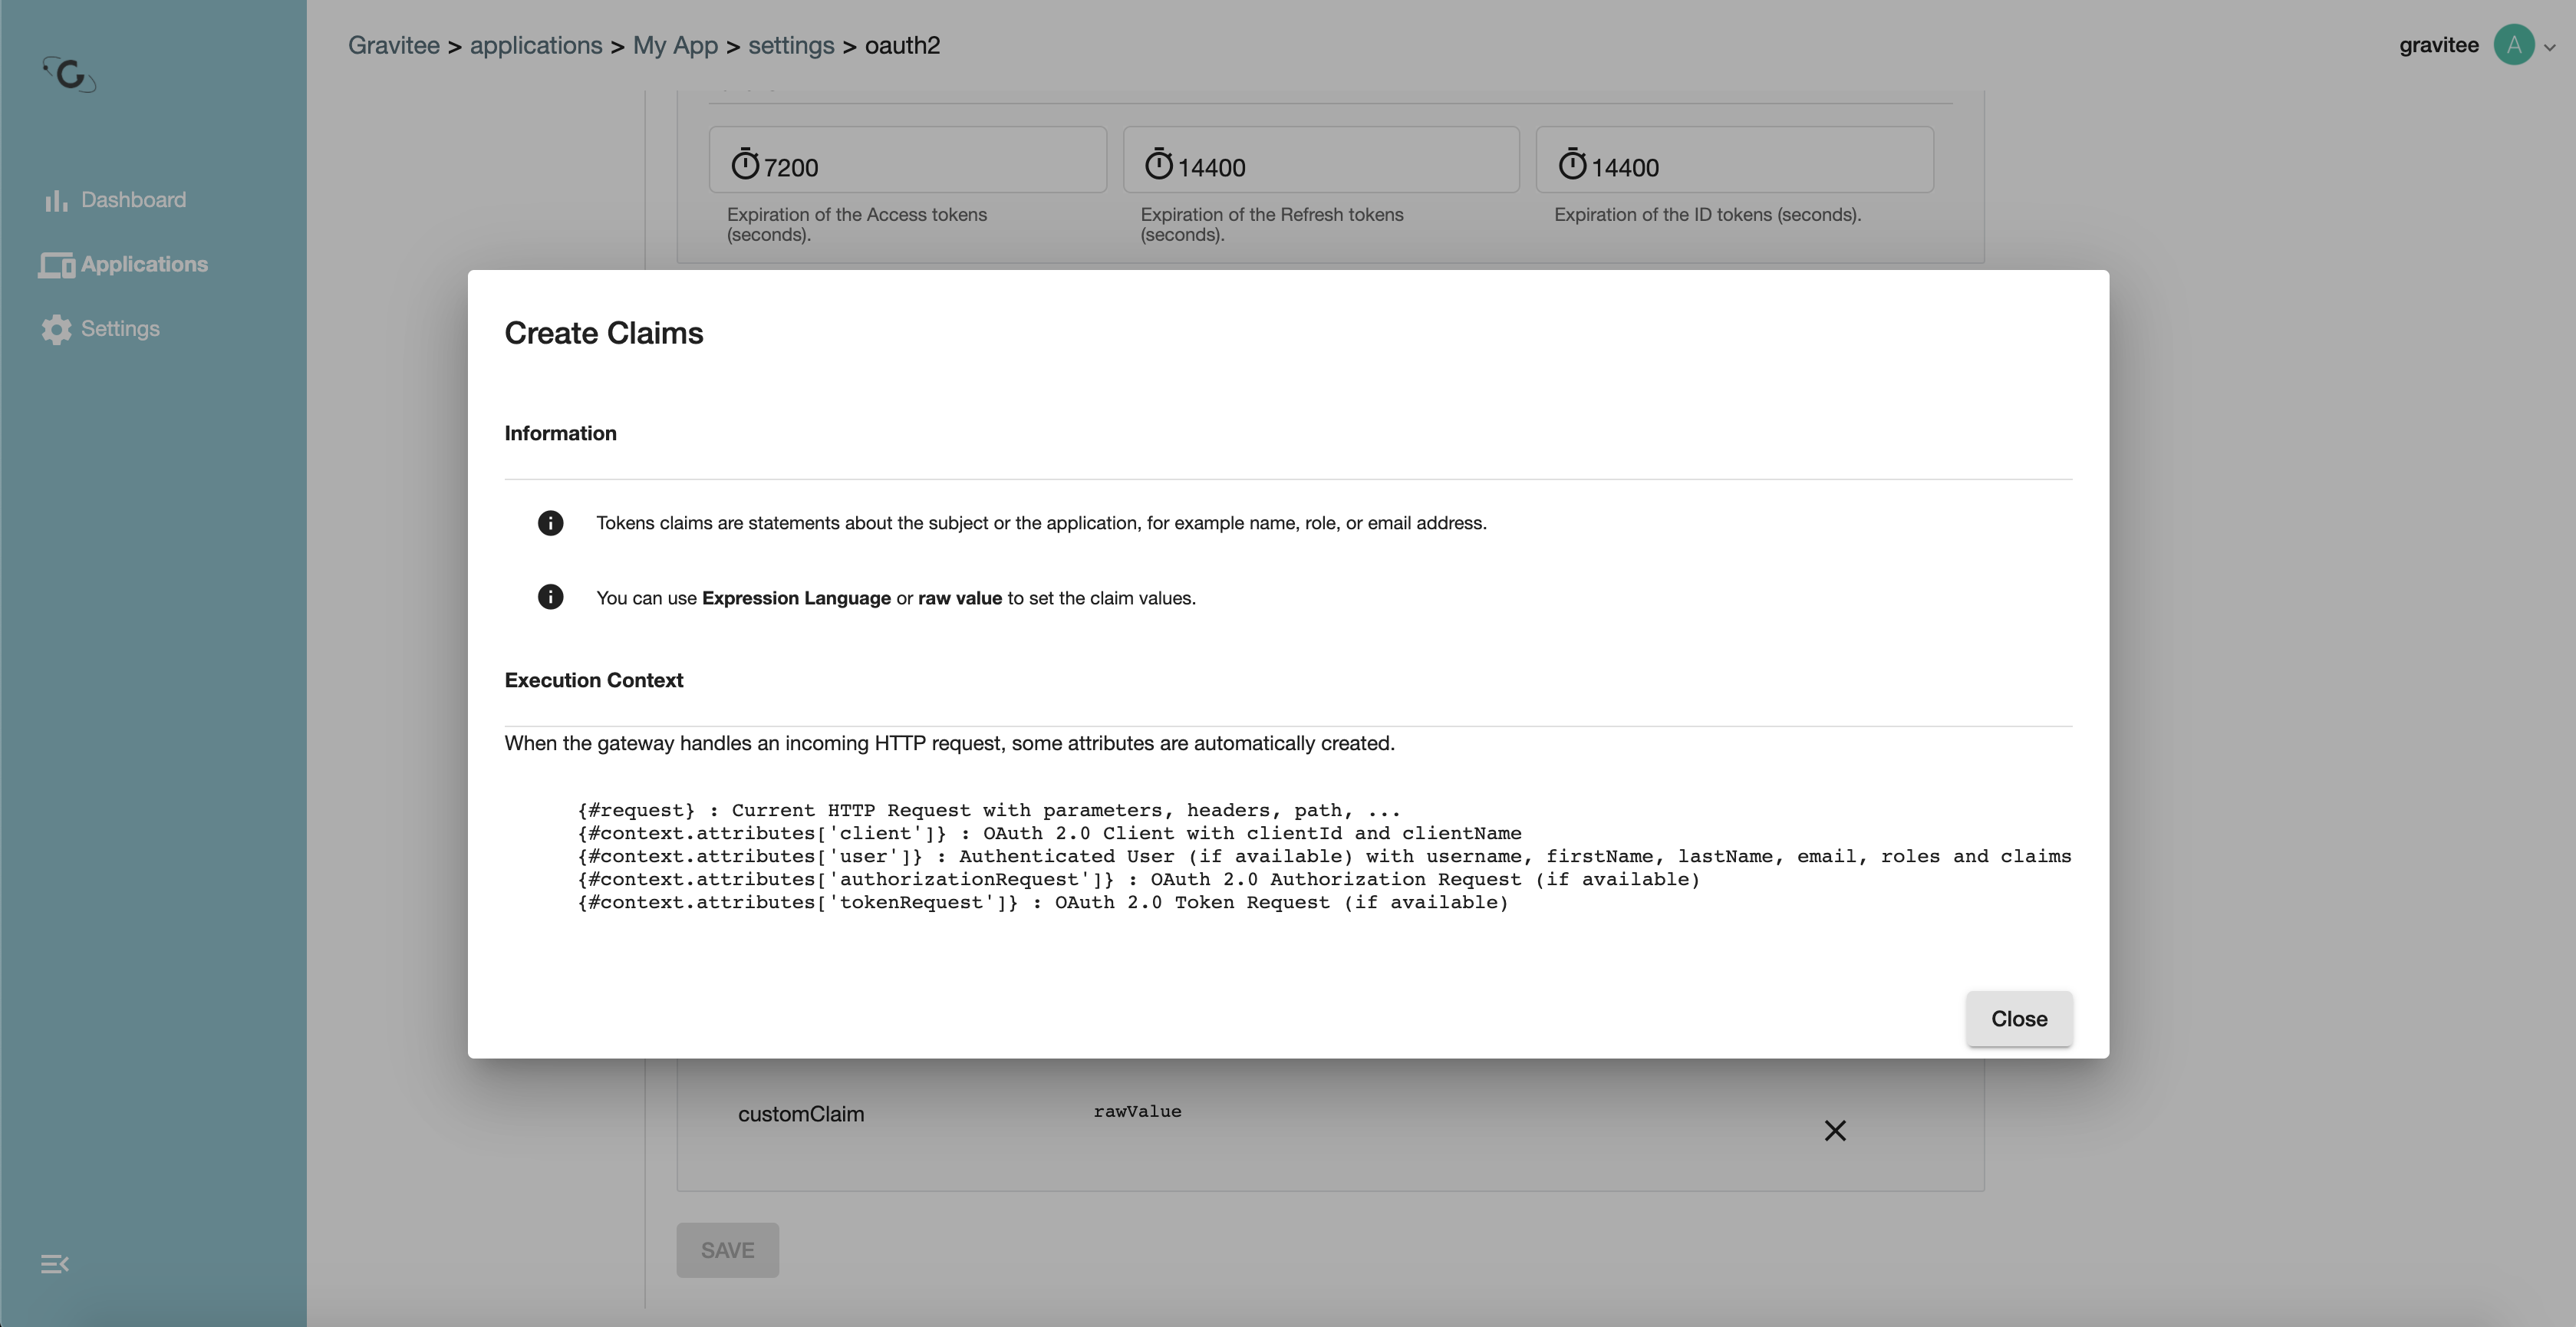 Gravitee > applications > My App > settings > oauth2
gravitee A
Dashboard
Applications
Settings
7200
14400
14400
Expiration of the Access tokens
(seconds).
Expiration of the Refresh tokens
(seconds).
Expiration of the ID tokens (seconds).
Create Claims
Information
Tokens claims are statements about the subject or the application, for example name, role, or email address.
You can use Expression Language or raw value to set the claim values.
Execution Context
When the gateway handles an incoming HTTP request, some attributes are automatically created.
{#request} : Current HTTP Request with parameters, headers, path, ...
{#context.attributes['client']} : OAuth 2.0 Client with clientId and clientName
{#context.attributes['user']} : Authenticated User (if available) with username, firstName, lastName, email, roles and claims
{#context.attributes['authorizationRequest']} : OAuth 2.0 Authorization Request (if available)
{#context.attributes['tokenRequest']} : OAuth 2.0 Token Request (if available)
Close
customClaim rawValue
SAVE